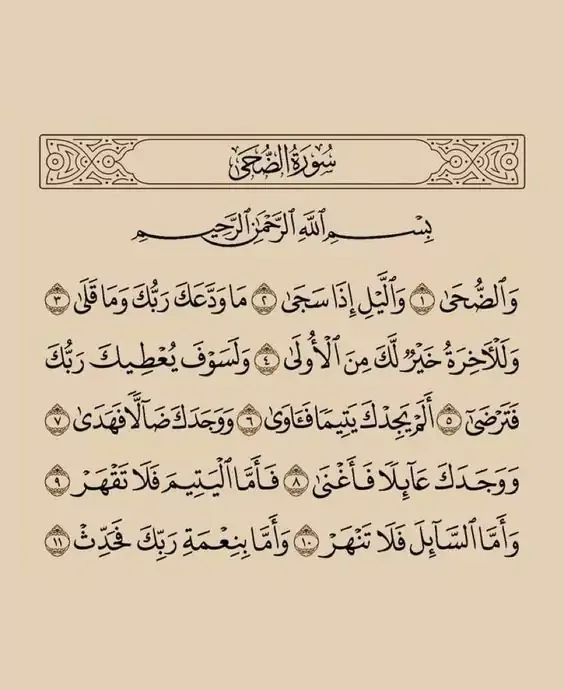 سُورَةُ الضُّحَىٰ
بِسْمِ ٱللَّهِ ٱلرَّحْمَٰنِ ٱلرَّحِيمِ
وَٱلضُّحَىٰ ١ وَٱلَّيْلِ إِذَا سَجَىٰ ٢ مَا وَدَّعَكَ رَبُّكَ وَمَا قَلَىٰ ٣
وَلَلْـَٔاخِرَةُ خَيْرٌ لَّكَ مِنَ ٱلْأُولَىٰ ٤ وَلَسَوْفَ يُعْطِيكَ رَبُّكَ
فَتَرْضَىٰٓ ٥ أَلَمْ يَجِدْكَ يَتِيمًا فَـَٔاوَىٰ ٦ وَوَجَدَكَ ضَآلًّا فَهَدَىٰ ٧
وَوَجَدَكَ عَآئِلًا فَأَغْنَىٰ ٨ فَأَمَّا ٱلْيَتِيمَ فَلَا تَقْهَرْ ٩
وَأَمَّا ٱلسَّآئِلَ فَلَا تَنْهَرْ ١٠ وَأَمَّا بِنِعْمَةِ رَبِّكَ فَحَدِّثْ ١١